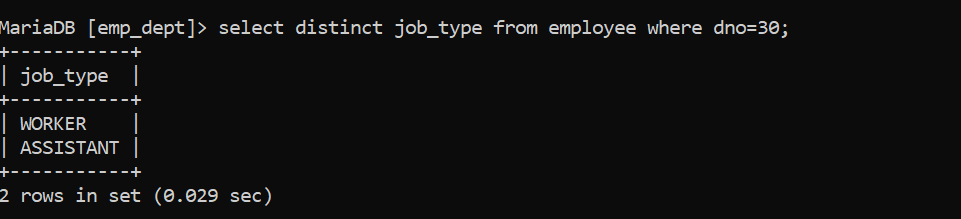 MariaDB [emp_dept]> select distinct job_type from employee where dno=30;
+-----------+
| job_type  |
+-----------+
| WORKER    |
| ASSISTANT |
+-----------+
2 rows in set (0.029 sec)